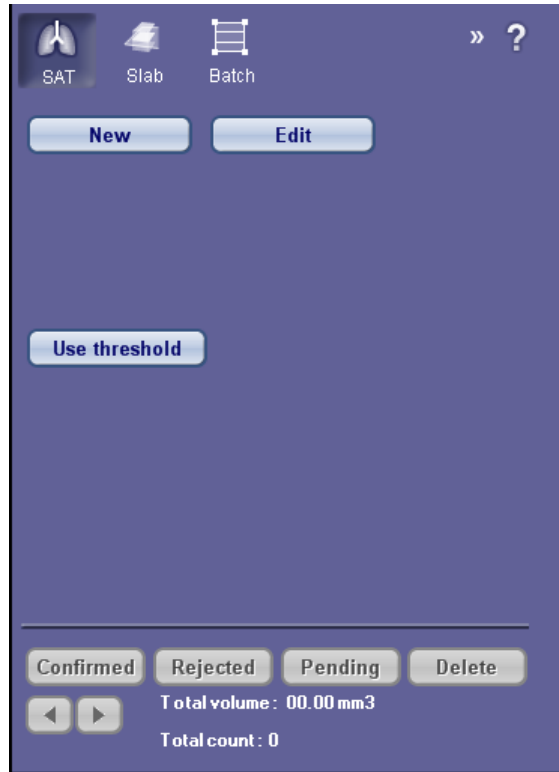 » ?
SAT Slab Batch
New Edit
Use threshold
Confirmed Rejected Pending Delete
Total volume : 00.00 mm3
Total count : 0